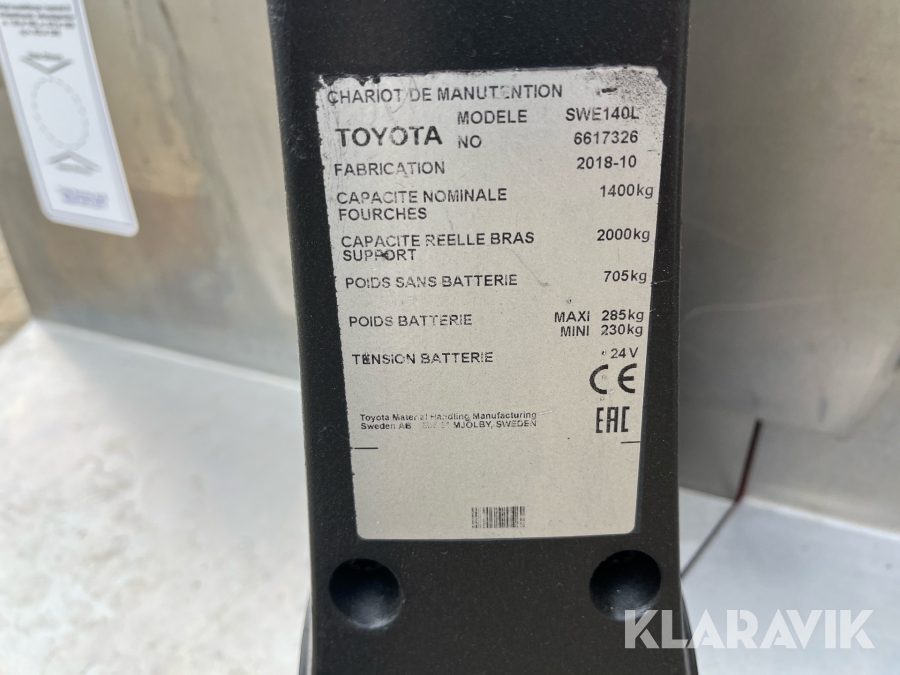 CHARIOT DE MANUTENTION
TOYOTA
MODELE SWE140L
NO 6617326
FABRICATION 2018-10
CAPACITE NOMINALE 1400kg
FOURCHES
CAPACITE REELLE BRAS 2000kg
SUPPORT
POIDS SANS BATTERIE 705kg
POIDS BATTERIE MAXI 285kg
MINI 230kg
TENSION BATTERIE 24V
CE
EAC
Toyota Material Handling Manufacturing
Sweden AB MJOLBY, SWEDEN
KLARAVIK